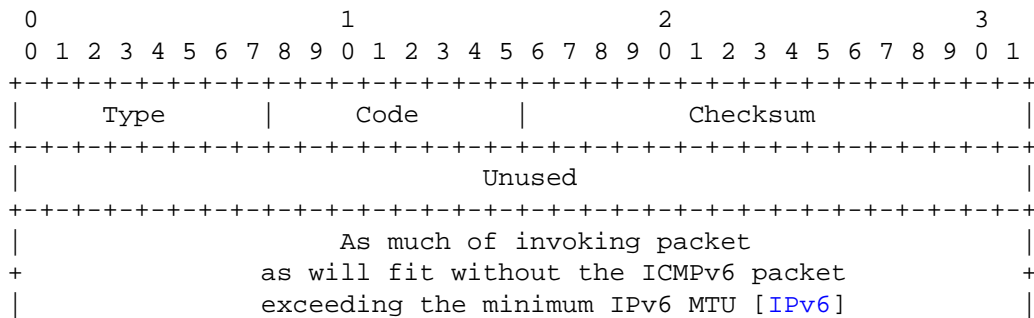 0                   1                   2                   3
 0 1 2 3 4 5 6 7 8 9 0 1 2 3 4 5 6 7 8 9 0 1 2 3 4 5 6 7 8 9 0 1
+-+-+-+-+-+-+-+-+-+-+-+-+-+-+-+-+-+-+-+-+-+-+-+-+-+-+-+-+-+-+-+-+
|     Type      |     Code      |          Checksum             |
+-+-+-+-+-+-+-+-+-+-+-+-+-+-+-+-+-+-+-+-+-+-+-+-+-+-+-+-+-+-+-+-+
|                             Unused                            |
+-+-+-+-+-+-+-+-+-+-+-+-+-+-+-+-+-+-+-+-+-+-+-+-+-+-+-+-+-+-+-+-+
|                    As much of invoking packet                 |
+               as will fit without the ICMPv6 packet           +
|               exceeding the minimum IPv6 MTU [IPv6]           |